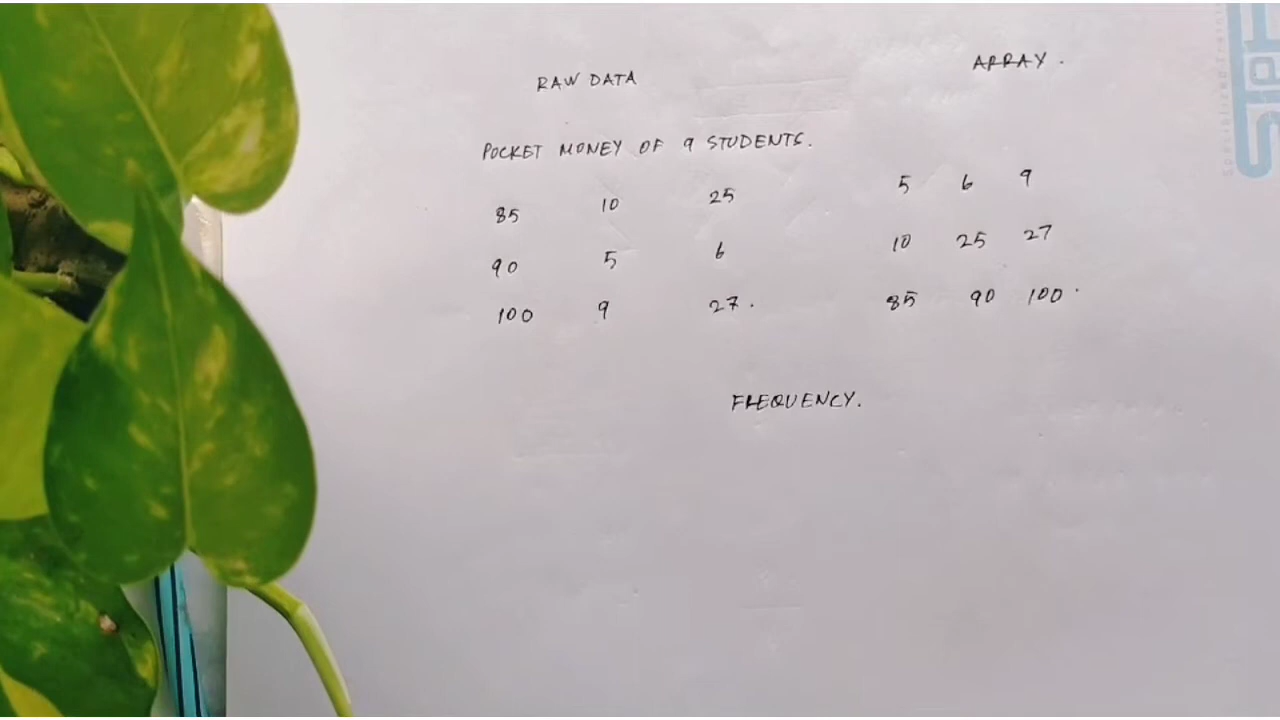 RAW DATA
POCKET MONEY OF 9 STUDENTS.
85 10 25
90 5 6
100 9 27.
ARRAY.
5 6 9
10 25 27
85 90 100.
FREQUENCY.